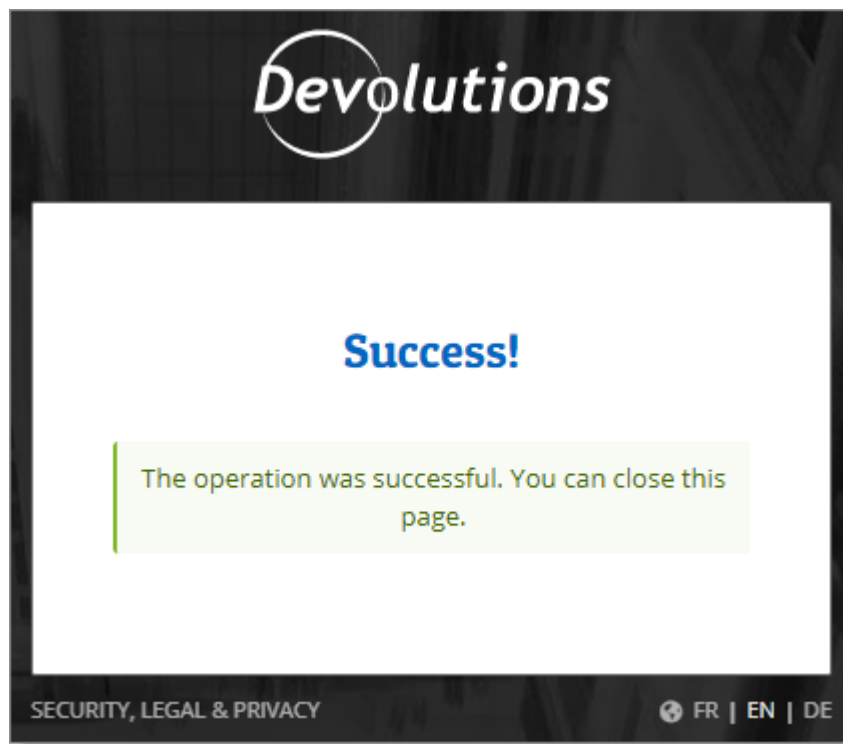 Devolutions
Success!
The operation was successful. You can close this
page.
SECURITY, LEGAL & PRIVACY
FR | EN | DE